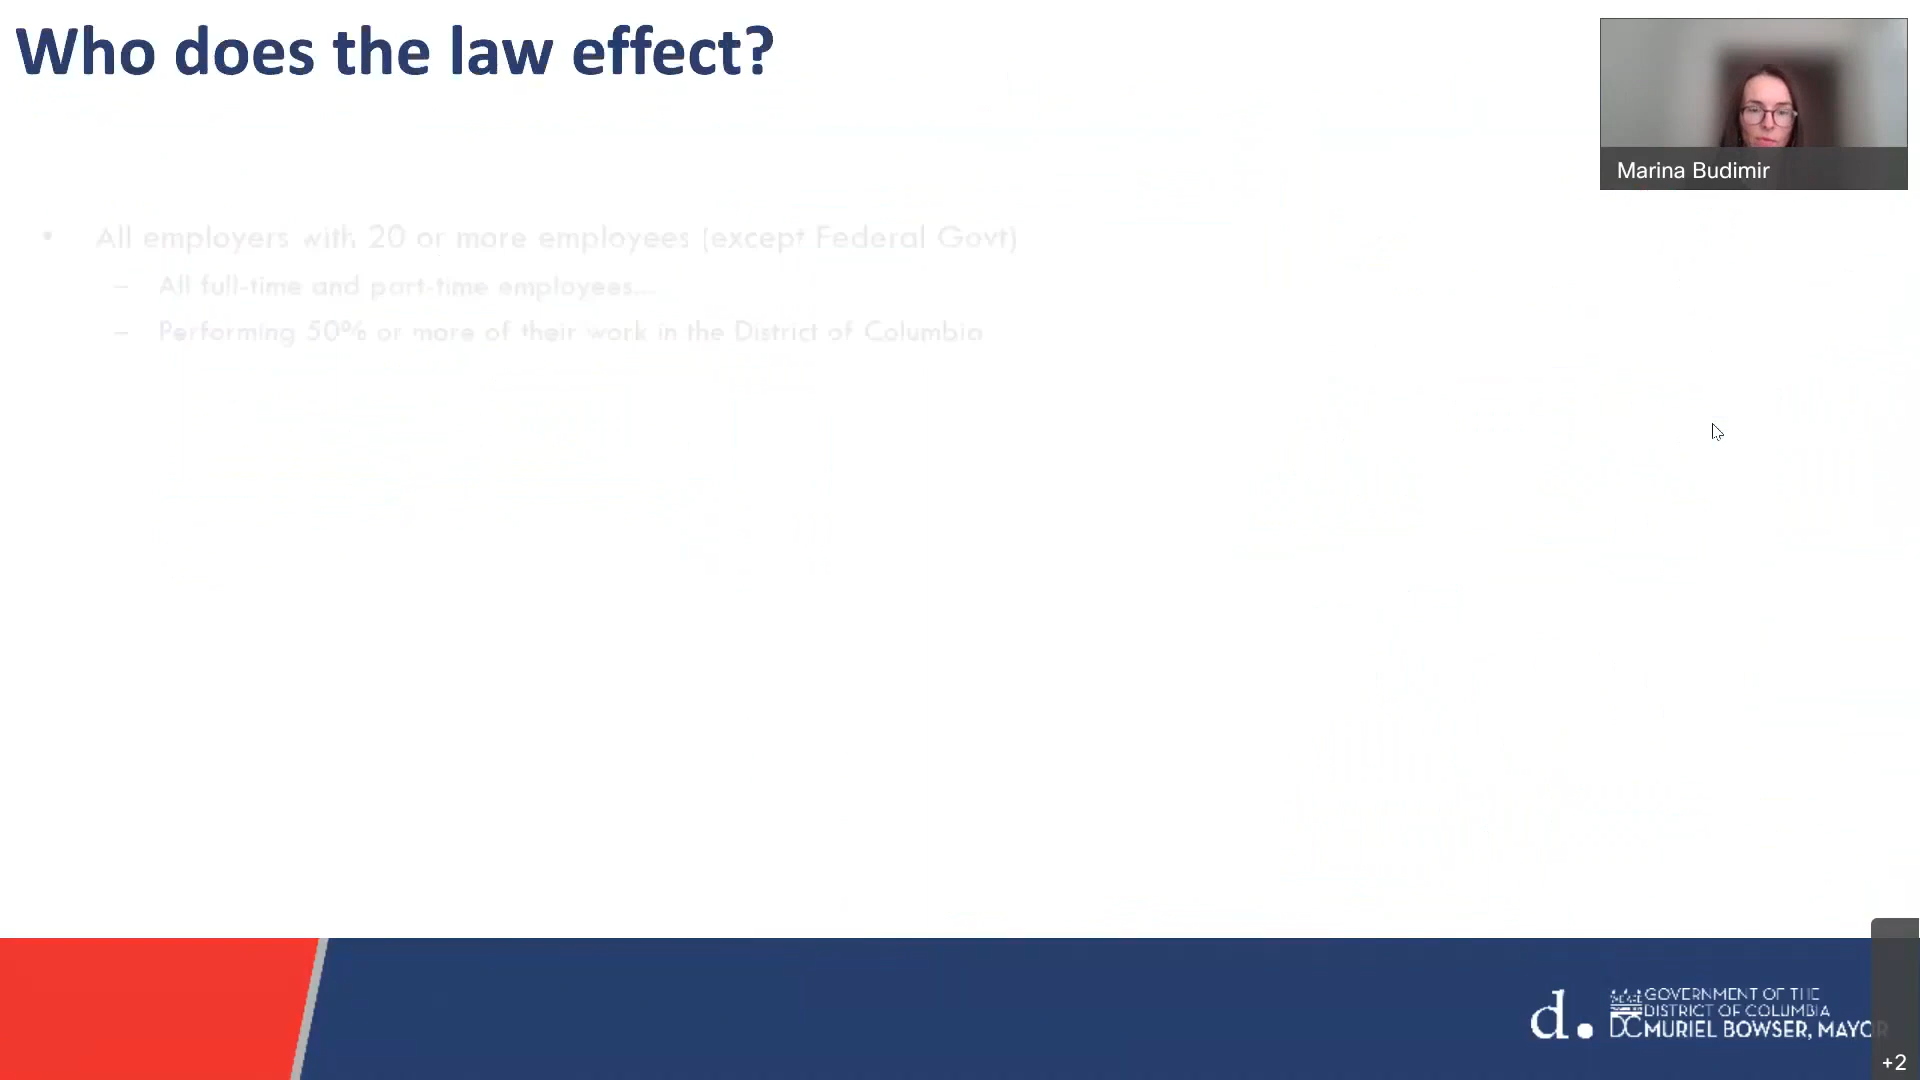 Who does the law effect?
Marina Budimir
• All employers with 20 or more employees (except Federal Govt)
– All full-time and part-time employees...
– Performing 50% or more of their work in the District of Columbia
d.
WE ARE
DC
GOVERNMENT OF THE
DISTRICT OF COLUMBIA
MURIEL BOWSER, MAYOR
+2